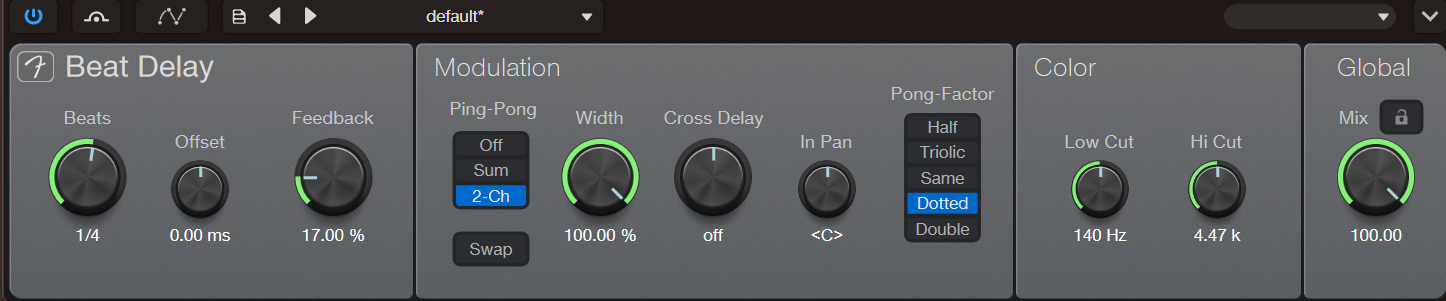 default*
Beat Delay
Modulation
Color
Global
Beats
Offset
Feedback
1/4
0.00 ms
17.00 %
Ping-Pong
Off
Sum
2-Ch
Swap
Width
100.00 %
Cross Delay
off
In Pan
<C>
Pong-Factor
Half
Triolic
Same
Dotted
Double
Low Cut
140 Hz
Hi Cut
4.47 k
Mix
100.00